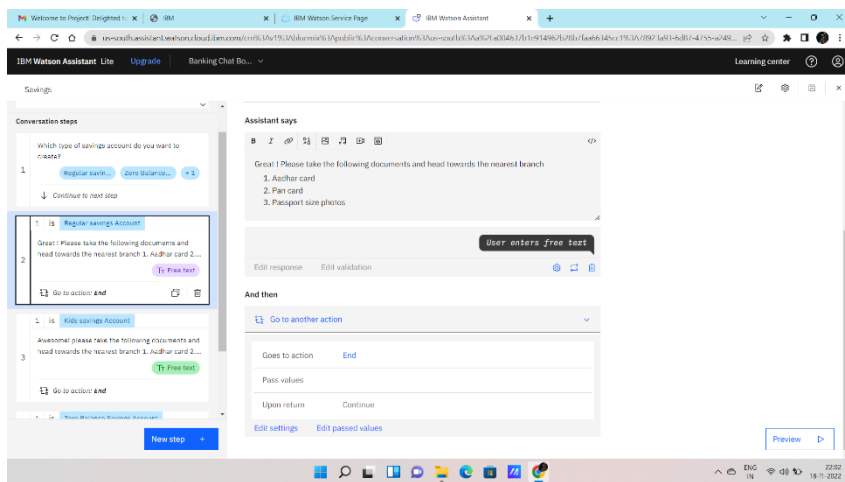 Welcome to Project: Delighted t
IBM
IBM Watson Service Page
IBM Watson Assistant
IBM Watson Assistant Lite
Upgrade
Banking Chat Bo...
Learning center
Savings
Conversation steps
1
Which type of savings account do you want to
create?
Regular savin...
Zero Balance...
+ 1
Continue to next step
2
1 is Regular savings Account
Great ! Please take the following documents and
head towards the nearest branch 1. Aadhar card 2....
Free text
Go to action: End
3
1 is Kids savings Account
Awesome! please take the following documents and
head towards the nearest branch 1. Aadhar card 2....
Free text
Go to action: End
1 is Zero Balance Savings Account
New step +
Assistant says
B I
Great ! Please take the following documents and head towards the nearest branch
1. Aadhar card
2. Pan card
3. Passport size photos
User enters free text
Edit response
Edit validation
And then
Go to another action
Goes to action End
Pass values
Upon return Continue
Edit settings
Edit passed values
Preview
ENG
IN
22:02
18-11-2022